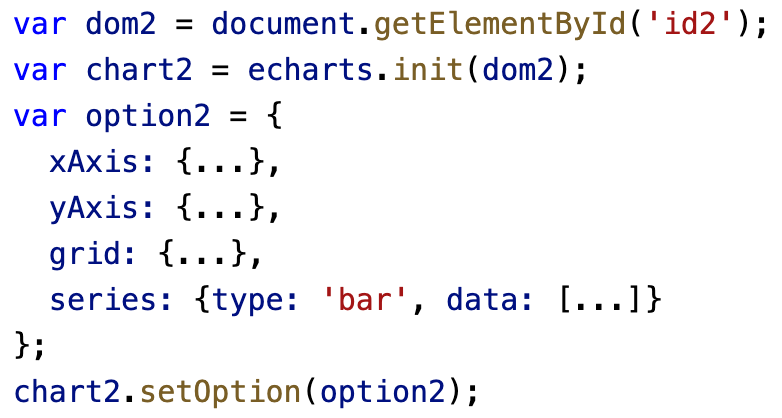 var dom2 = document.getElementById('id2');
var chart2 = echarts.init(dom2);
var option2 = {
  xAxis: {...},
  yAxis: {...},
  grid: {...},
  series: {type: 'bar', data: [...]}
};
chart2.setOption(option2);